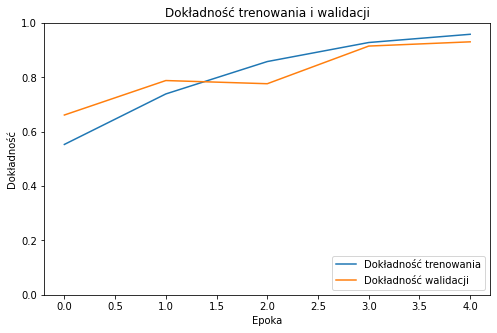 Dokładność trenowania i walidacji
1.0
0.8
0.6
0.4
0.2
0.0
Dokładność
0.0 0.5 1.0 1.5 2.0 2.5 3.0 3.5 4.0
Epoka
Dokładność trenowania
Dokładność walidacji